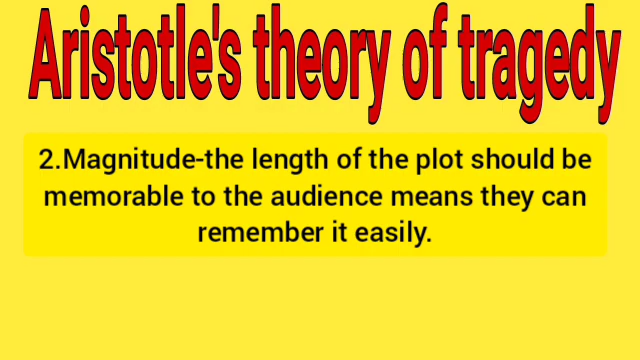 Aristotle's theory of tragedy
2.Magnitude-the length of the plot should be
memorable to the audience means they can
remember it easily.